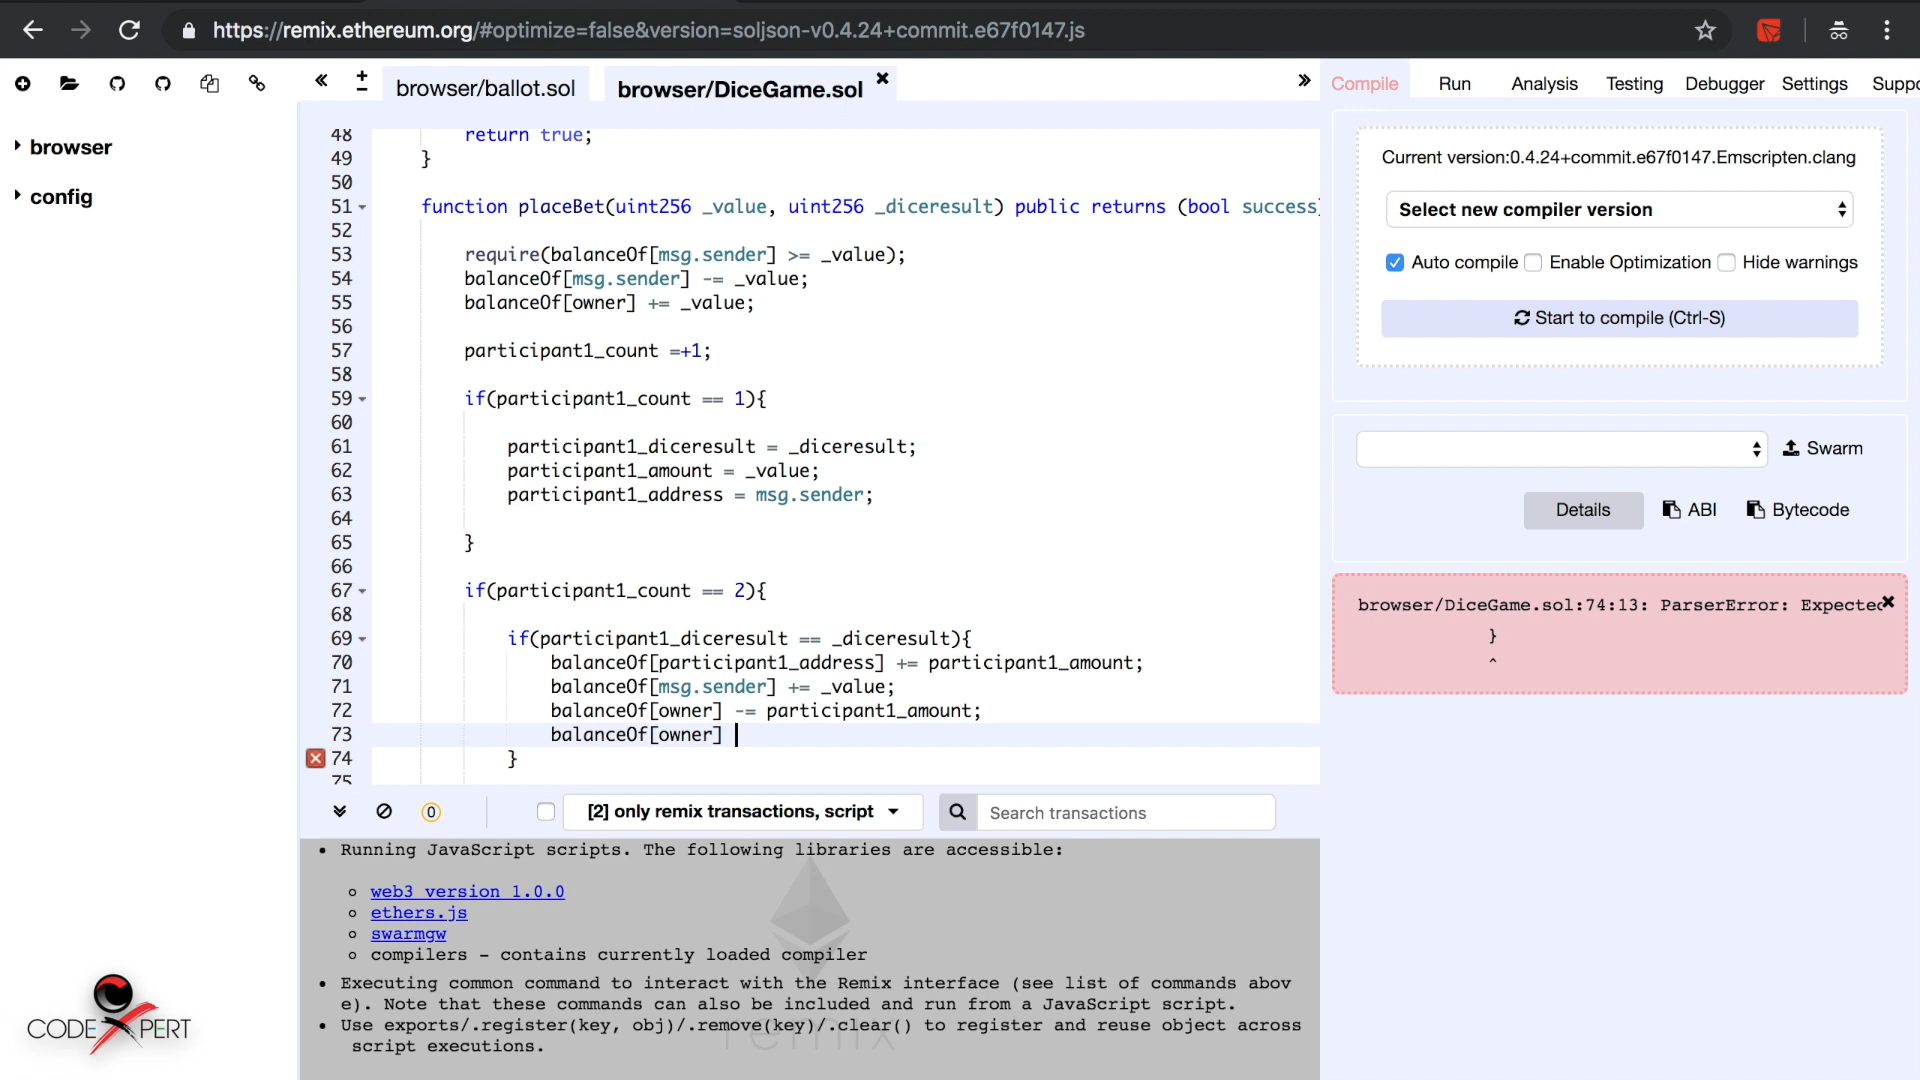 https://remix.ethereum.org/#optimize=false&version=soljson-v0.4.24+commit.e67f0147.js
browser/ballot.sol
browser/DiceGame.sol
Compile
Run
Analysis
Testing
Debugger
Settings
Suppo
browser
config
48 return true;
49 }
50
51 function placeBet(uint256 _value, uint256 _diceresult) public returns (bool success)
52
53 require(balanceOf[msg.sender] >= _value);
54 balanceOf[msg.sender] -= _value;
55 balanceOf[owner] += _value;
56
57 participant1_count =+1;
58
59 if(participant1_count == 1){
60
61 participant1_diceresult = _diceresult;
62 participant1_amount = _value;
63 participant1_address = msg.sender;
64
65 }
66
67 if(participant1_count == 2){
68
69 if(participant1_diceresult == _diceresult){
70 balanceOf[participant1_address] += participant1_amount;
71 balanceOf[msg.sender] += _value;
72 balanceOf[owner] -= participant1_amount;
73 balanceOf[owner]
74 }
75
Current version:0.4.24+commit.e67f0147.Emscripten.clang
Select new compiler version
Auto compile
Enable Optimization
Hide warnings
Start to compile (Ctrl-S)
Swarm
Details
ABI
Bytecode
browser/DiceGame.sol:74:13: ParserError: Expected
}
^
0
[2] only remix transactions, script
Search transactions
• Running JavaScript scripts. The following libraries are accessible:
web3 version 1.0.0
ethers.js
swarmgw
compilers - contains currently loaded compiler
• Executing common command to interact with the Remix interface (see list of commands abov
e). Note that these commands can also be included and run from a JavaScript script.
• Use exports/.register(key, obj)/.remove(key)/.clear() to register and reuse object across
script executions.
remix
CODEXPERT